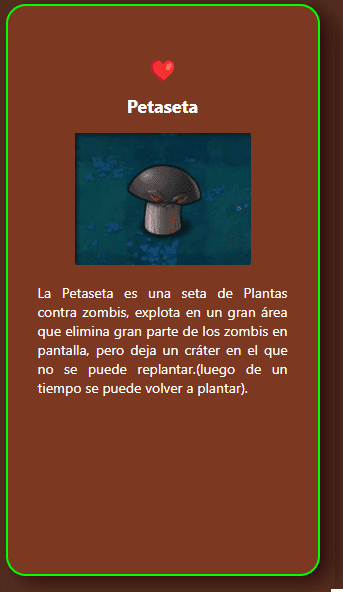 Petaseta
La Petaseta es una seta de Plantas
contra zombis, explota en un gran área
que elimina gran parte de los zombis en
pantalla, pero deja un cráter en el que
no se puede replantar.(luego de un
tiempo se puede volver a plantar).